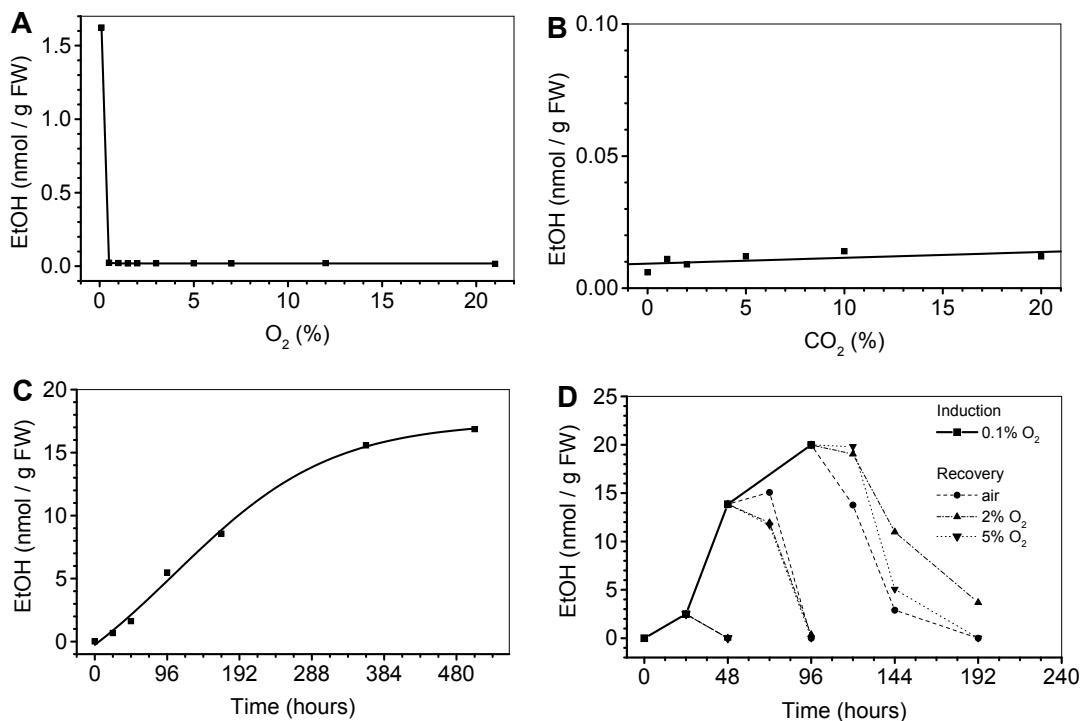 A
EtOH (nmol / g FW)
1.5
1.0
0.5
0.0
0 5 10 15 20
O₂ (%)
B
EtOH (nmol / g FW)
0.10
0.05
0.00
0 5 10 15 20
CO₂ (%)
C
EtOH (nmol / g FW)
20
15
10
5
0
0 96 192 288 384 480
Time (hours)
D
EtOH (nmol / g FW)
25
20
15
10
5
0
0 48 96 144 192 240
Time (hours)
Induction
0.1% O₂
Recovery
air
2% O₂
5% O₂